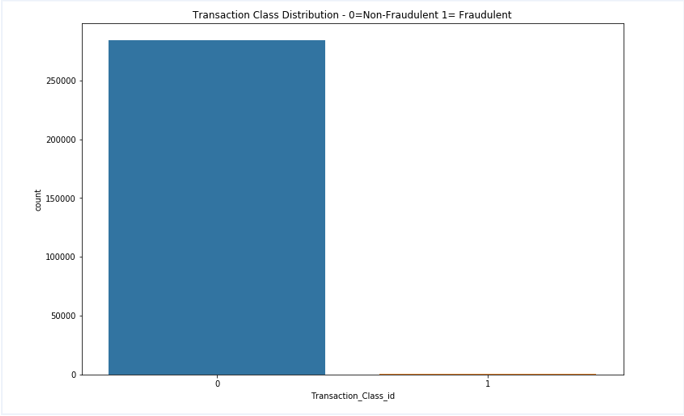 Transaction Class Distribution - 0=Non-Fraudulent 1= Fraudulent
250000
200000
150000
100000
50000
0
count
0 1
Transaction_Class_id